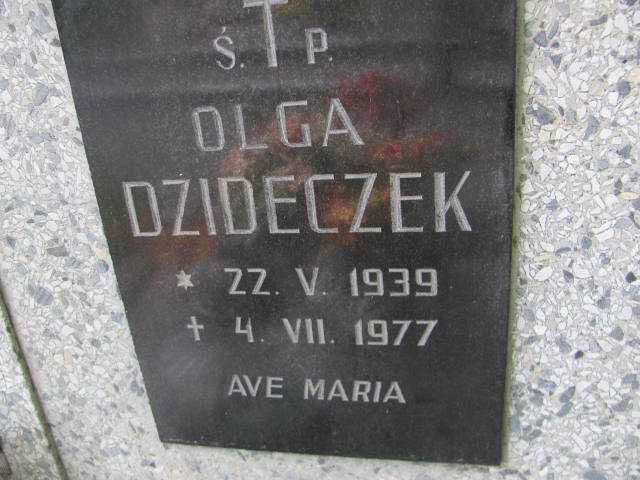 Ś. P.
OLGA
DZIDECZEK
* 22. V. 1939
† 4. VII. 1977
AVE MARIA